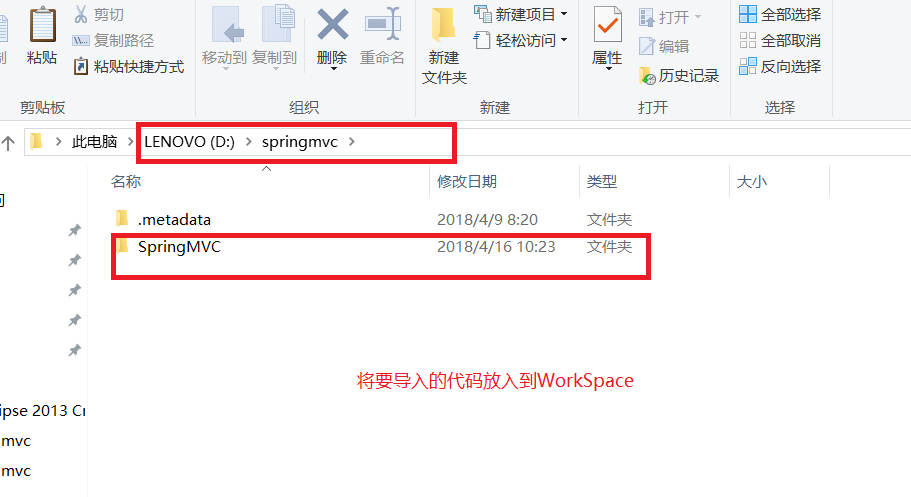 剪切
复制路径
粘贴快捷方式
粘贴
剪贴板
移动到
复制到
删除
重命名
组织
新建
文件夹
新建项目
轻松访问
新建
属性
打开
编辑
历史记录
打开
全部选择
全部取消
反向选择
选择
此电脑 > LENOVO (D:) > springmvc >
名称 修改日期 类型 大小
.metadata 2018/4/9 8:20 文件夹
SpringMVC 2018/4/16 10:23 文件夹
将要导入的代码放入到WorkSpace
ipse 2013 Cr
mvc
mvc